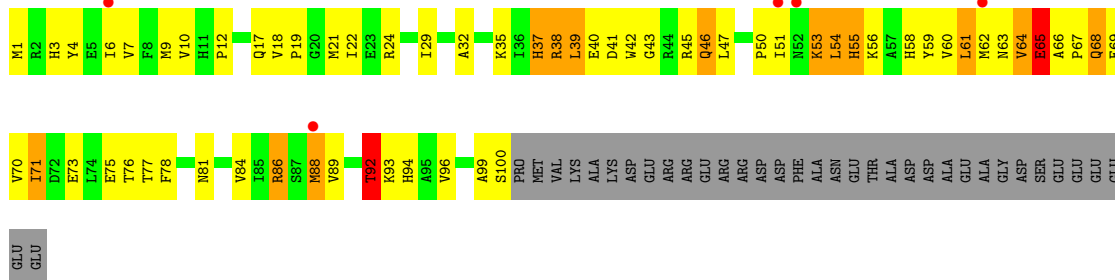 M1 R2 H3 Y4 E5 I6 V7 F8 M9 V10 H11 P12 Q17 V18 P19 G20 M21 I22 E23 R24 I29 A32 K35 I36 H37 R38 L39 E40 D41 W42 G43 R44 R45 Q46 L47 P50 I51 N52 K53 L54 H55 K56 A57 H58 Y59 V60 L61 M62 N63 V64 E65 A66 P67 Q68 E69
V70 I71 D72 E73 L74 E75 T76 T77 F78 N81 V84 I85 R86 S87 M88 V89 T92 K93 H94 A95 V96 A99 S100 PRO MET VAL LYS ALA LYS ASP GLU ARG ARG GLU ARG ARG ASP ASP PHE ALA ASN GLU THR ALA ASP ASP ALA GLU ALA GLY ASP SER GLU GLU GLU GLU
GLU GLU